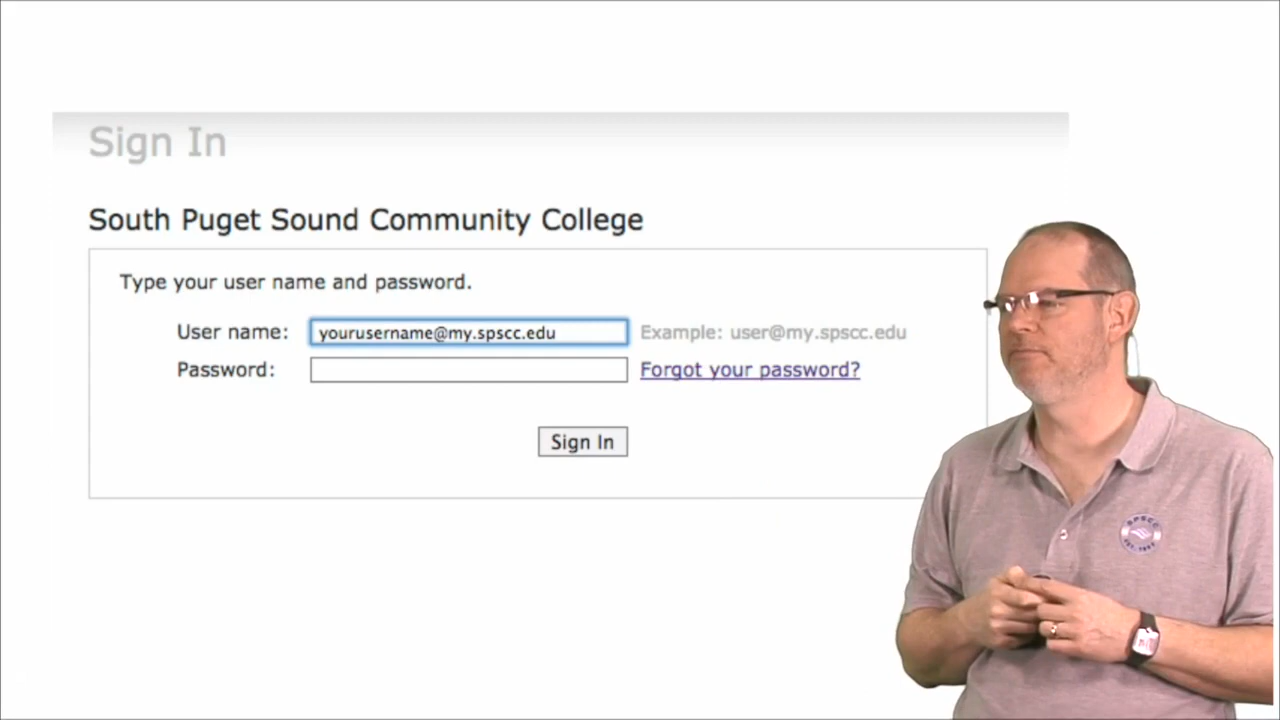 Sign In
South Puget Sound Community College
Type your user name and password.
User name: yourusername@my.spscc.edu Example: user@my.spscc.edu
Password: Forgot your password?
Sign In
SPSCC